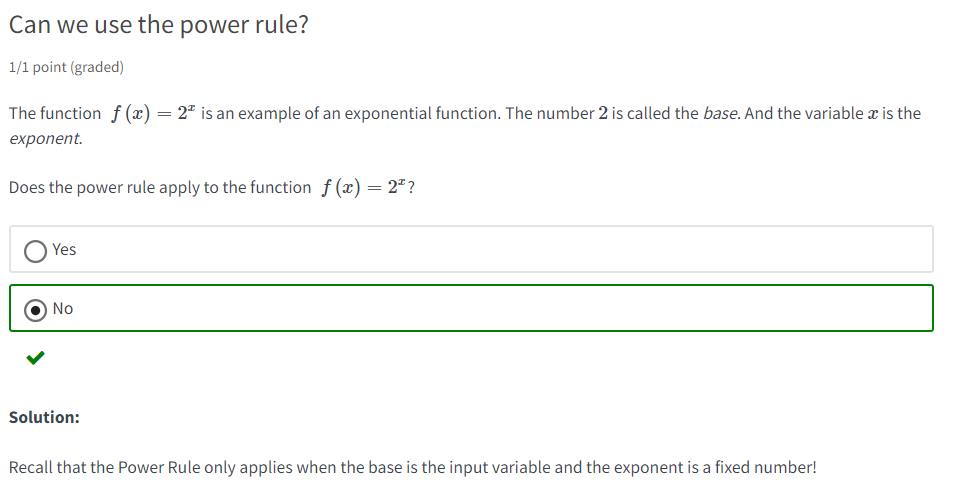 Can we use the power rule?
1/1 point (graded)
The function f (x) = 2ˣ is an example of an exponential function. The number 2 is called the base. And the variable x is the
exponent.
Does the power rule apply to the function f (x) = 2ˣ?
Yes
No
Solution:
Recall that the Power Rule only applies when the base is the input variable and the exponent is a fixed number!